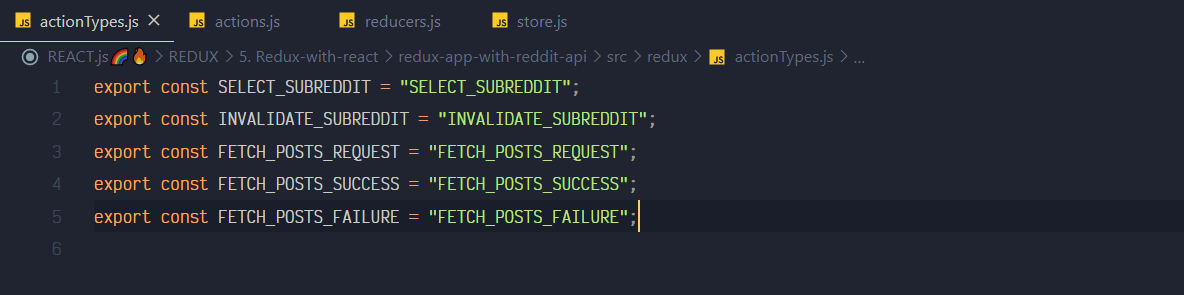 JS actionTypes.js × JS actions.js JS reducers.js JS store.js
REACT.js🌈🔥 > REDUX > 5. Redux-with-react > redux-app-with-reddit-api > src > redux > JS actionTypes.js > ...
1 export const SELECT_SUBREDDIT = "SELECT_SUBREDDIT";
2 export const INVALIDATE_SUBREDDIT = "INVALIDATE_SUBREDDIT";
3 export const FETCH_POSTS_REQUEST = "FETCH_POSTS_REQUEST";
4 export const FETCH_POSTS_SUCCESS = "FETCH_POSTS_SUCCESS";
5 export const FETCH_POSTS_FAILURE = "FETCH_POSTS_FAILURE";
6